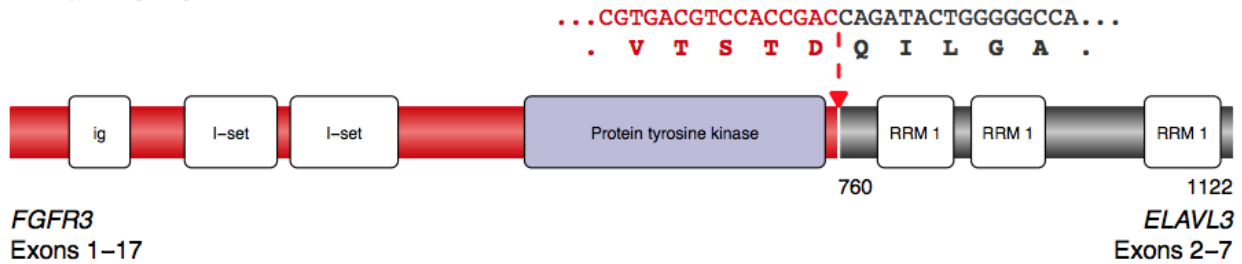 ...CGTGACGTCCACCGACCAGATACTGGGGGCCA...
. V T S T D Q I L G A .
ig I-set I-set Protein tyrosine kinase RRM 1 RRM 1 RRM 1
760 1122
FGFR3 ELAVL3
Exons 1–17 Exons 2–7